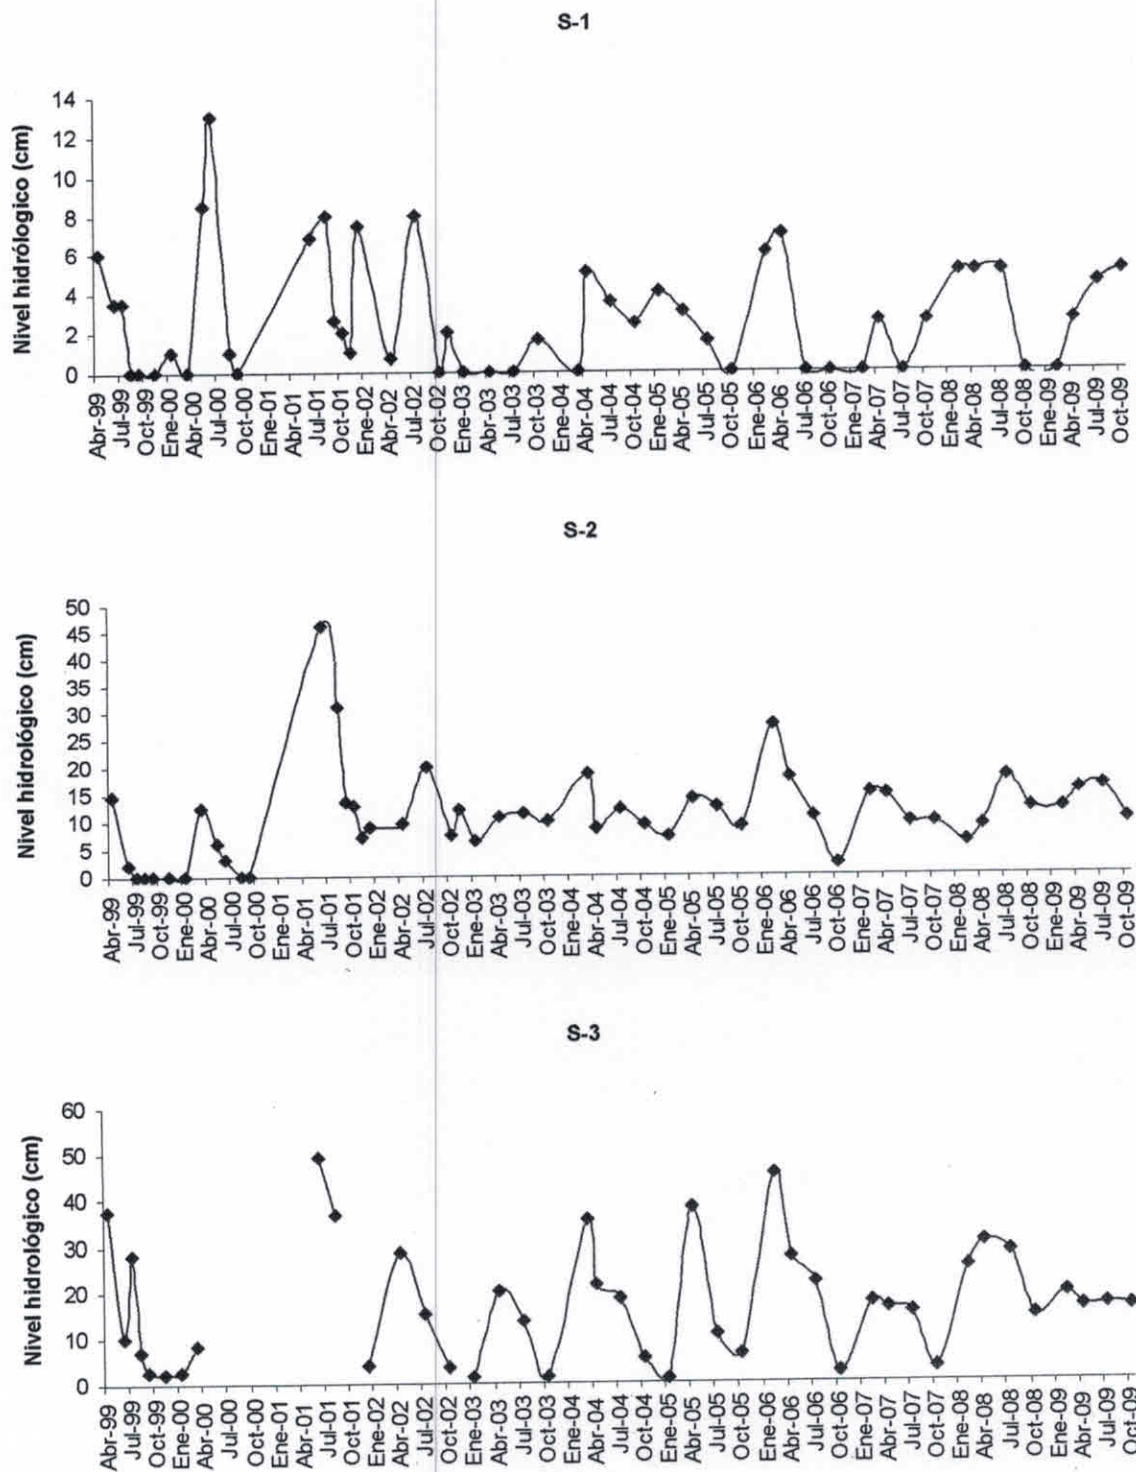 S-1
Nivel hidrólogico (cm)
14
12
10
8
6
4
2
0
Abr-99 Jul-99 Oct-99 Ene-00 Abr-00 Jul-00 Oct-00 Ene-01 Abr-01 Jul-01 Oct-01 Ene-02 Abr-02 Jul-02 Oct-02 Ene-03 Abr-03 Jul-03 Oct-03 Ene-04 Abr-04 Jul-04 Oct-04 Ene-05 Abr-05 Jul-05 Oct-05 Ene-06 Abr-06 Jul-06 Oct-06 Ene-07 Abr-07 Jul-07 Oct-07 Ene-08 Abr-08 Jul-08 Oct-08 Ene-09 Abr-09 Jul-09 Oct-09
S-2
Nivel hidrológico (cm)
50
45
40
35
30
25
20
15
10
5
0
Abr-99 Jul-99 Oct-99 Ene-00 Abr-00 Jul-00 Oct-00 Ene-01 Abr-01 Jul-01 Oct-01 Ene-02 Abr-02 Jul-02 Oct-02 Ene-03 Abr-03 Jul-03 Oct-03 Ene-04 Abr-04 Jul-04 Oct-04 Ene-05 Abr-05 Jul-05 Oct-05 Ene-06 Abr-06 Jul-06 Oct-06 Ene-07 Abr-07 Jul-07 Oct-07 Ene-08 Abr-08 Jul-08 Oct-08 Ene-09 Abr-09 Jul-09 Oct-09
S-3
Nivel hidrológico (cm)
60
50
40
30
20
10
0
Abr-99 Jul-99 Oct-99 Ene-00 Abr-00 Jul-00 Oct-00 Ene-01 Abr-01 Jul-01 Oct-01 Ene-02 Abr-02 Jul-02 Oct-02 Ene-03 Abr-03 Jul-03 Oct-03 Ene-04 Abr-04 Jul-04 Oct-04 Ene-05 Abr-05 Jul-05 Oct-05 Ene-06 Abr-06 Jul-06 Oct-06 Ene-07 Abr-07 Jul-07 Oct-07 Ene-08 Abr-08 Jul-08 Oct-08 Ene-09 Abr-09 Jul-09 Oct-09